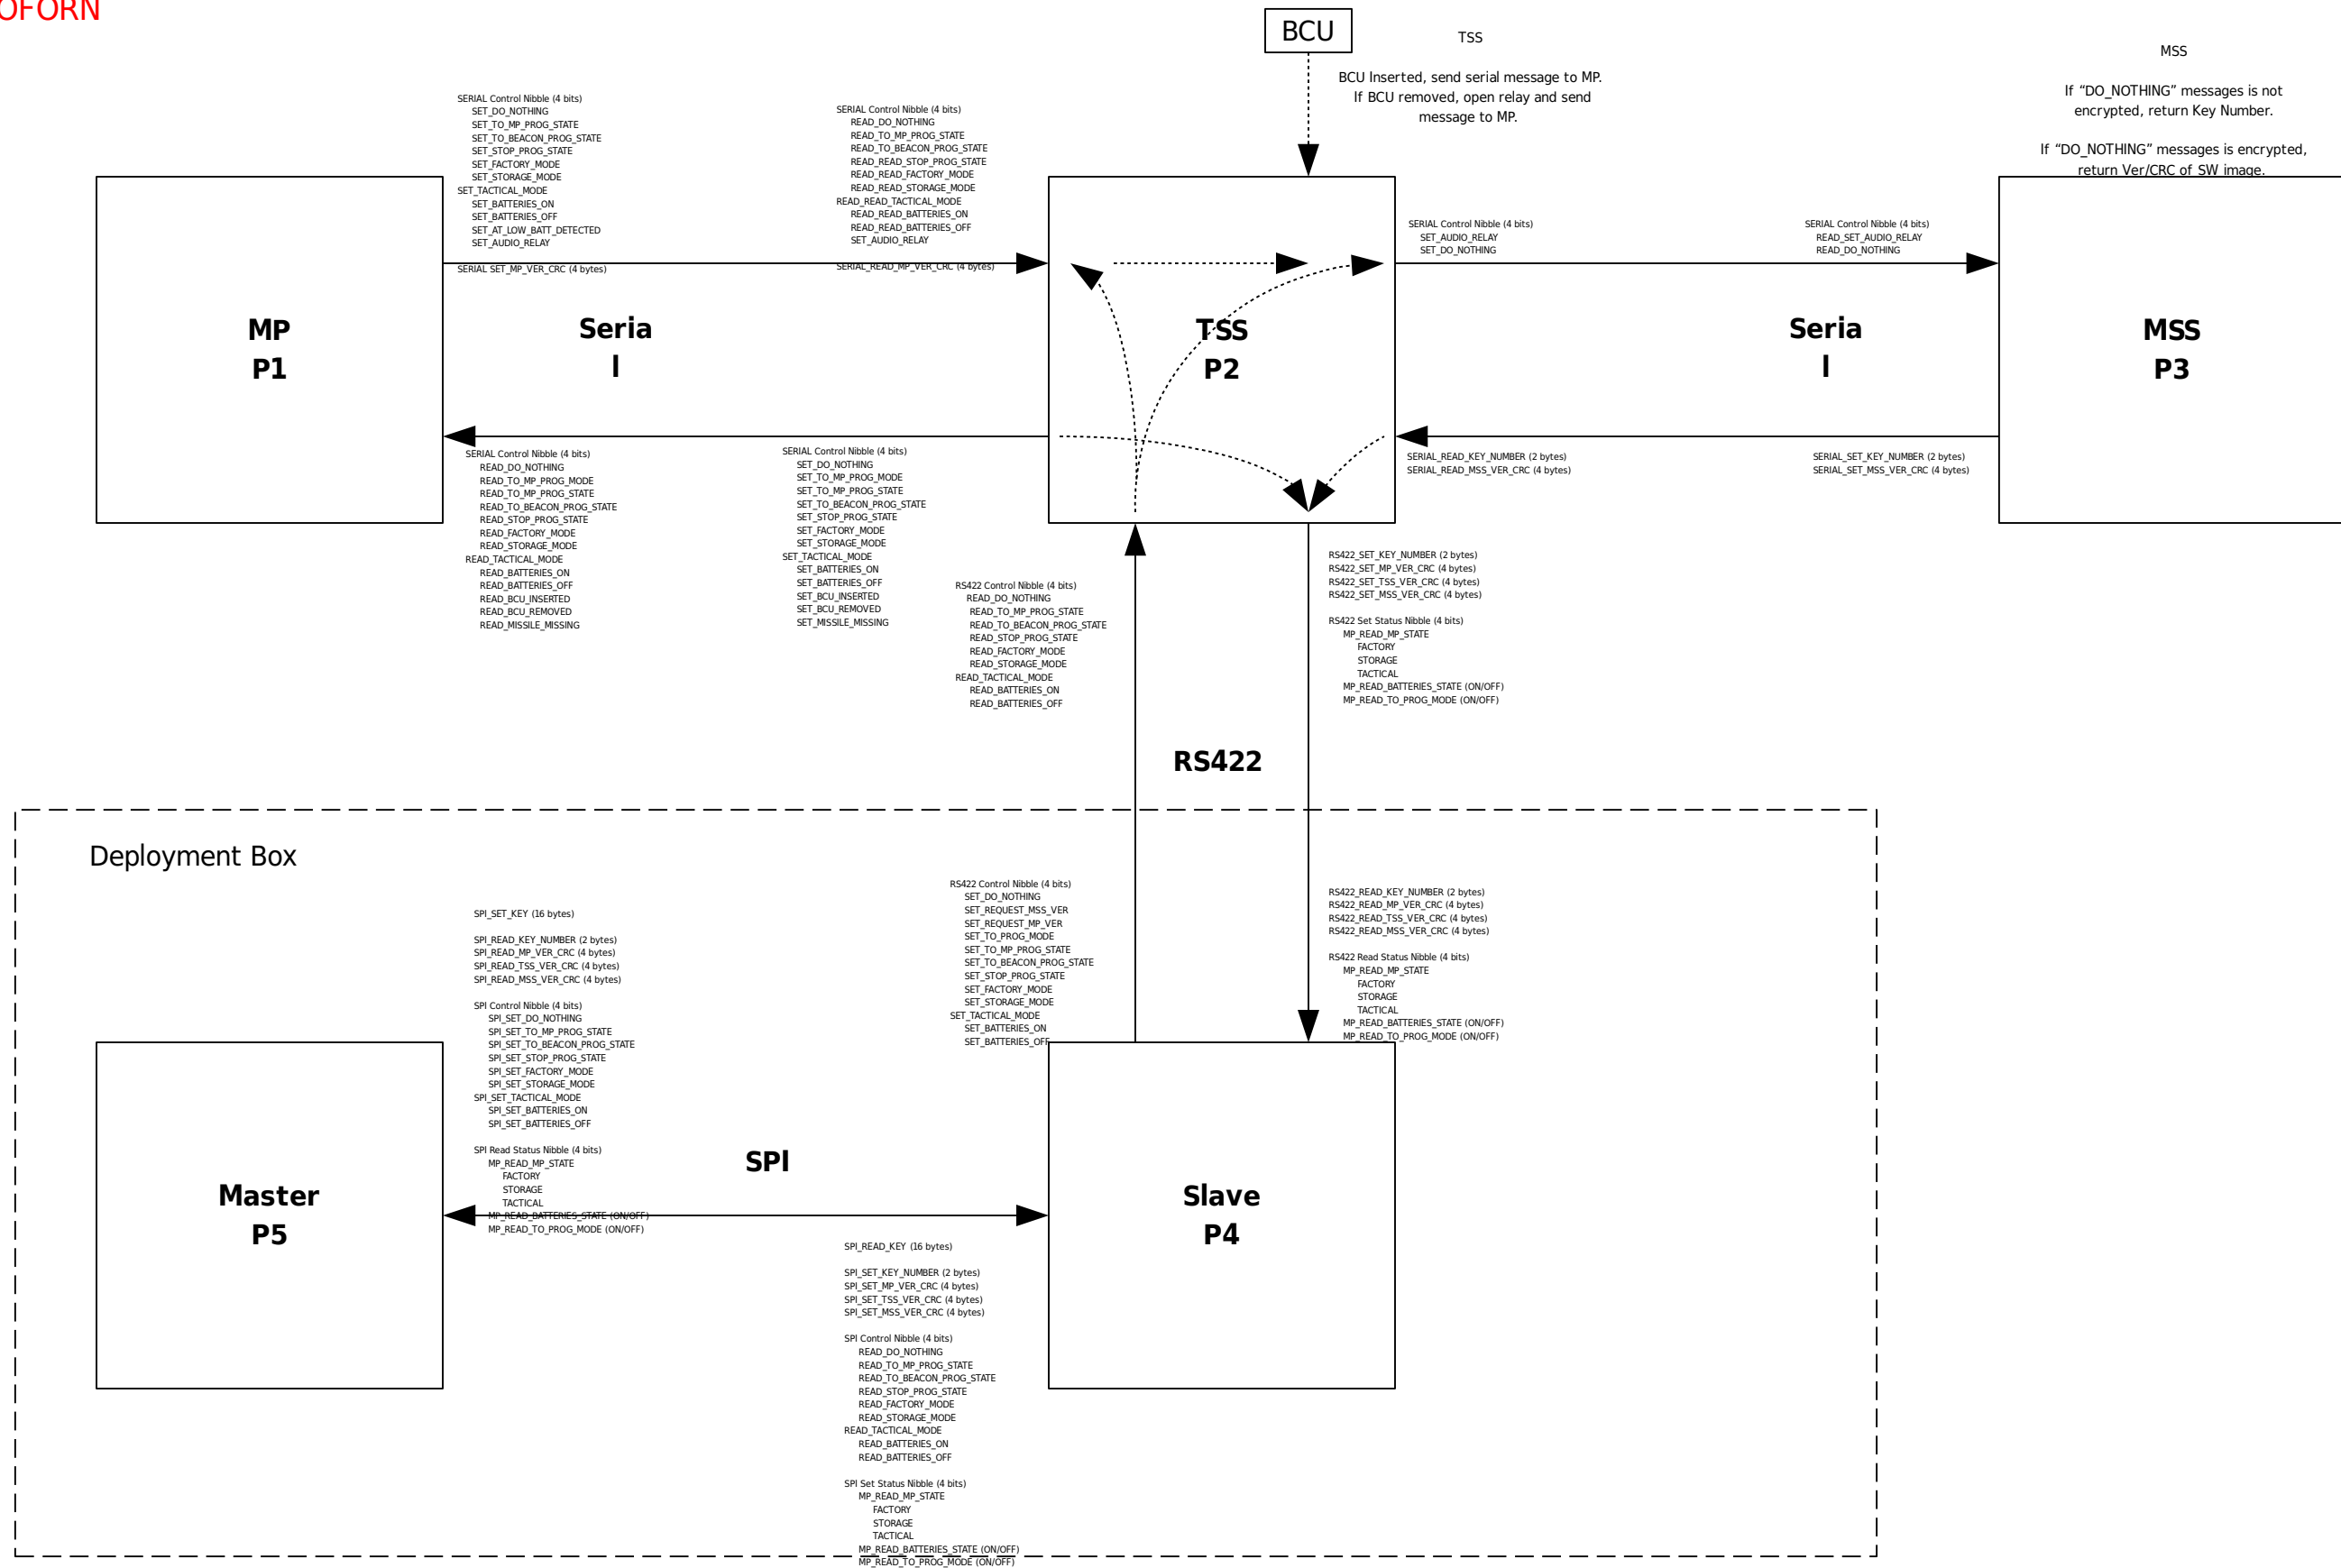 OFORN
BCU
TSS
BCU Inserted, send serial message to MP.
If BCU removed, open relay and send
message to MP.
MSS
If “DO_NOTHING” messages is not
encrypted, return Key Number.
If “DO_NOTHING” messages is encrypted,
return Ver/CRC of SW image.
SERIAL Control Nibble (4 bits)
SET_DO_NOTHING
SET_TO_MP_PROG_STATE
SET_TO_BEACON_PROG_STATE
SET_STOP_PROG_STATE
SET_FACTORY_MODE
SET_STORAGE_MODE
SET_TACTICAL_MODE
SET_BATTERIES_ON
SET_BATTERIES_OFF
SET_AT_LOW_BATT_DETECTED
SET_AUDIO_RELAY
SERIAL SET_MP_VER_CRC (4 bytes)
SERIAL Control Nibble (4 bits)
READ_DO_NOTHING
READ_TO_MP_PROG_STATE
READ_TO_BEACON_PROG_STATE
READ_READ_STOP_PROG_STATE
READ_READ_FACTORY_MODE
READ_READ_STORAGE_MODE
READ_READ_TACTICAL_MODE
READ_READ_BATTERIES_ON
READ_READ_BATTERIES_OFF
SET_AUDIO_RELAY
SERIAL_READ_MP_VER_CRC (4 bytes)
SERIAL Control Nibble (4 bits)
SET_AUDIO_RELAY
SET_DO_NOTHING
SERIAL Control Nibble (4 bits)
READ_SET_AUDIO_RELAY
READ_DO_NOTHING
MP
P1
Seria
l
TSS
P2
Seria
l
MSS
P3
SERIAL Control Nibble (4 bits)
READ_DO_NOTHING
READ_TO_MP_PROG_MODE
READ_TO_MP_PROG_STATE
READ_TO_BEACON_PROG_STATE
READ_STOP_PROG_STATE
READ_FACTORY_MODE
READ_STORAGE_MODE
READ_TACTICAL_MODE
READ_BATTERIES_ON
READ_BATTERIES_OFF
READ_BCU_INSERTED
READ_BCU_REMOVED
READ_MISSILE_MISSING
SERIAL Control Nibble (4 bits)
SET_DO_NOTHING
SET_TO_MP_PROG_MODE
SET_TO_MP_PROG_STATE
SET_TO_BEACON_PROG_STATE
SET_STOP_PROG_STATE
SET_FACTORY_MODE
SET_STORAGE_MODE
SET_TACTICAL_MODE
SET_BATTERIES_ON
SET_BATTERIES_OFF
SET_BCU_INSERTED
SET_BCU_REMOVED
SET_MISSILE_MISSING
SERIAL_READ_KEY_NUMBER (2 bytes)
SERIAL_READ_MSS_VER_CRC (4 bytes)
SERIAL_SET_KEY_NUMBER (2 bytes)
SERIAL_SET_MSS_VER_CRC (4 bytes)
RS422 Control Nibble (4 bits)
READ_DO_NOTHING
READ_TO_MP_PROG_STATE
READ_TO_BEACON_PROG_STATE
READ_STOP_PROG_STATE
READ_FACTORY_MODE
READ_STORAGE_MODE
READ_TACTICAL_MODE
READ_BATTERIES_ON
READ_BATTERIES_OFF
RS422_SET_KEY_NUMBER (2 bytes)
RS422_SET_MP_VER_CRC (4 bytes)
RS422_SET_TSS_VER_CRC (4 bytes)
RS422_SET_MSS_VER_CRC (4 bytes)
RS422 Set Status Nibble (4 bits)
MP_READ_MP_STATE
FACTORY
STORAGE
TACTICAL
MP_READ_BATTERIES_STATE (ON/OFF)
MP_READ_TO_PROG_MODE (ON/OFF)
RS422
Deployment Box
SPI_SET_KEY (16 bytes)
SPI_READ_KEY_NUMBER (2 bytes)
SPI_READ_MP_VER_CRC (4 bytes)
SPI_READ_TSS_VER_CRC (4 bytes)
SPI_READ_MSS_VER_CRC (4 bytes)
SPI Control Nibble (4 bits)
SPI_SET_DO_NOTHING
SPI_SET_TO_MP_PROG_STATE
SPI_SET_TO_BEACON_PROG_STATE
SPI_SET_STOP_PROG_STATE
SPI_SET_FACTORY_MODE
SPI_SET_STORAGE_MODE
SPI_SET_TACTICAL_MODE
SPI_SET_BATTERIES_ON
SPI_SET_BATTERIES_OFF
SPI Read Status Nibble (4 bits)
MP_READ_MP_STATE
FACTORY
STORAGE
TACTICAL
MP_READ_BATTERIES_STATE (ON/OFF)
MP_READ_TO_PROG_MODE (ON/OFF)
RS422 Control Nibble (4 bits)
SET_DO_NOTHING
SET_REQUEST_MSS_VER
SET_REQUEST_MP_VER
SET_TO_PROG_MODE
SET_TO_MP_PROG_STATE
SET_TO_BEACON_PROG_STATE
SET_STOP_PROG_STATE
SET_FACTORY_MODE
SET_STORAGE_MODE
SET_TACTICAL_MODE
SET_BATTERIES_ON
SET_BATTERIES_OFF
RS422_READ_KEY_NUMBER (2 bytes)
RS422_READ_MP_VER_CRC (4 bytes)
RS422_READ_TSS_VER_CRC (4 bytes)
RS422_READ_MSS_VER_CRC (4 bytes)
RS422 Read Status Nibble (4 bits)
MP_READ_MP_STATE
FACTORY
STORAGE
TACTICAL
MP_READ_BATTERIES_STATE (ON/OFF)
MP_READ_TO_PROG_MODE (ON/OFF)
Master
P5
SPI
Slave
P4
SPI_READ_KEY (16 bytes)
SPI_SET_KEY_NUMBER (2 bytes)
SPI_SET_MP_VER_CRC (4 bytes)
SPI_SET_TSS_VER_CRC (4 bytes)
SPI_SET_MSS_VER_CRC (4 bytes)
SPI Control Nibble (4 bits)
READ_DO_NOTHING
READ_TO_MP_PROG_STATE
READ_TO_BEACON_PROG_STATE
READ_STOP_PROG_STATE
READ_FACTORY_MODE
READ_STORAGE_MODE
READ_TACTICAL_MODE
READ_BATTERIES_ON
READ_BATTERIES_OFF
SPI Set Status Nibble (4 bits)
MP_READ_MP_STATE
FACTORY
STORAGE
TACTICAL
MP_READ_BATTERIES_STATE (ON/OFF)
MP_READ_TO_PROG_MODE (ON/OFF)